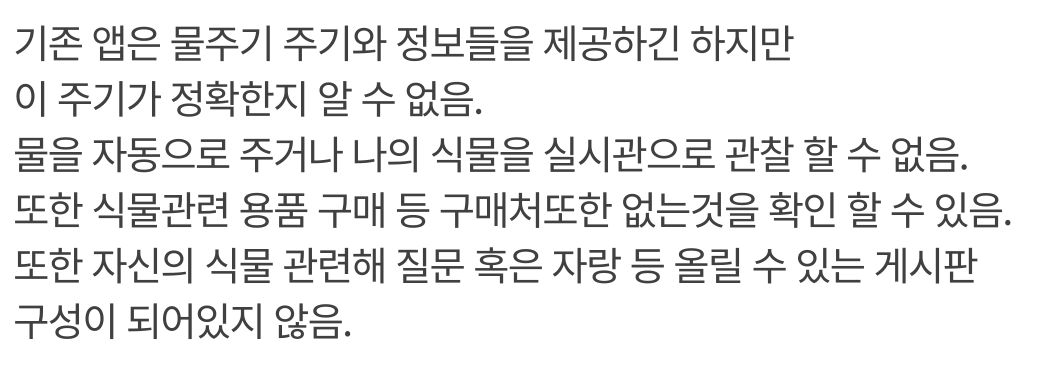 기존 앱은 물주기 주기와 정보들을 제공하긴 하지만
이 주기가 정확한지 알 수 없음.
물을 자동으로 주거나 나의 식물을 실시관으로 관찰 할 수 없음.
또한 식물관련 용품 구매 등 구매처또한 없는것을 확인 할 수 있음.
또한 자신의 식물 관련해 질문 혹은 자랑 등 올릴 수 있는 게시판
구성이 되어있지 않음.